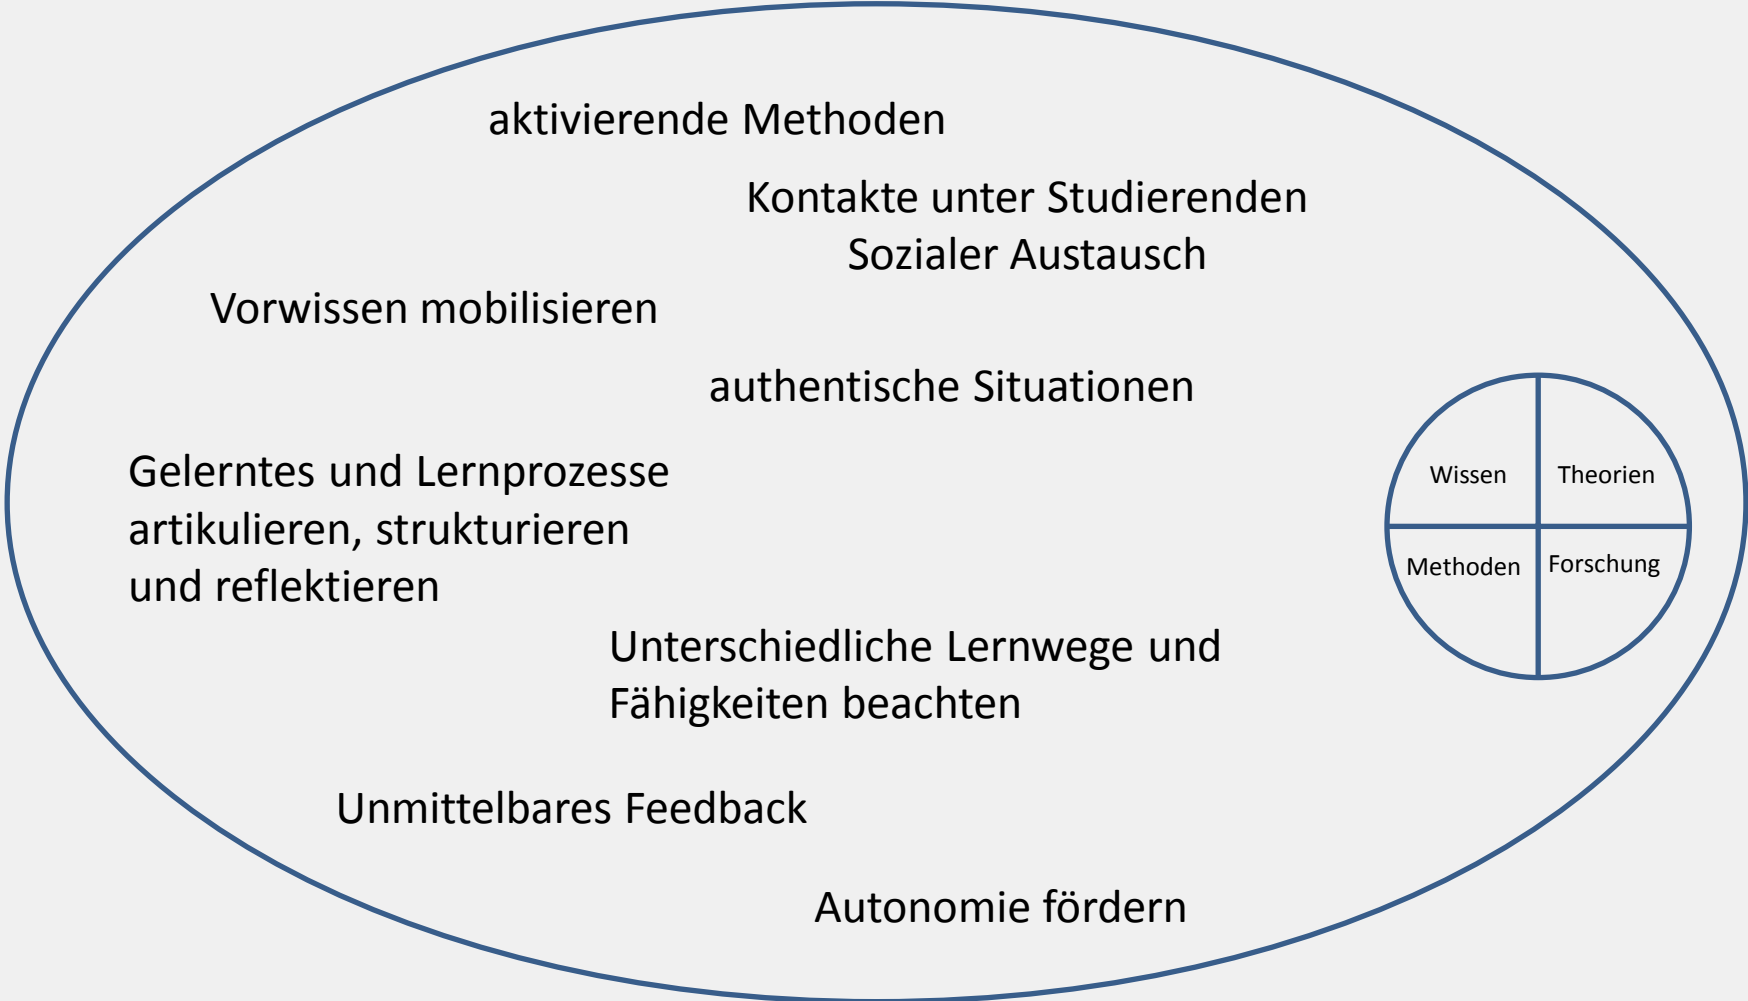 aktivierende Methoden
Kontakte unter Studierenden
Sozialer Austausch
Vorwissen mobilisieren
authentische Situationen
Gelerntes und Lernprozesse
artikulieren, strukturieren
und reflektieren
Wissen
Theorien
Methoden
Forschung
Unterschiedliche Lernwege und
Fähigkeiten beachten
Unmittelbares Feedback
Autonomie fördern